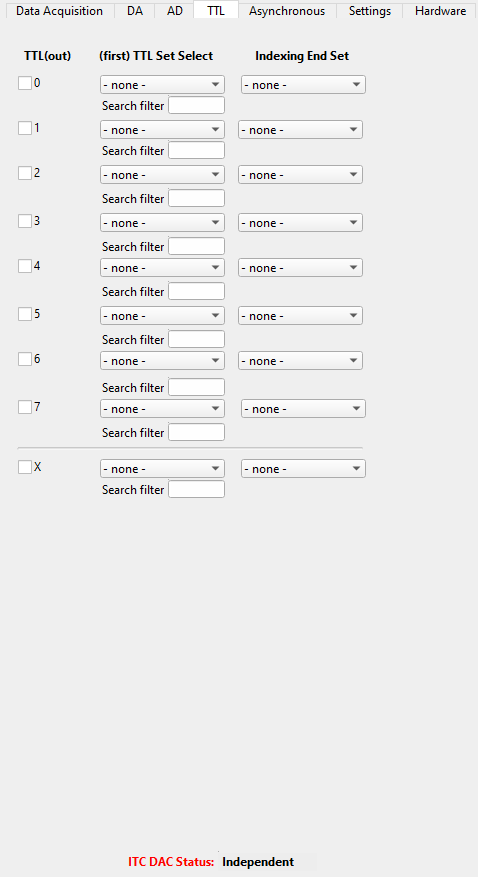 Data Acquisition DA AD TTL Asynchronous Settings Hardware
TTL(out) (first) TTL Set Select Indexing End Set
0 - none - - none -
Search filter
1 - none - - none -
Search filter
2 - none - - none -
Search filter
3 - none - - none -
Search filter
4 - none - - none -
Search filter
5 - none - - none -
Search filter
6 - none - - none -
Search filter
7 - none - - none -
Search filter
X - none - - none -
Search filter
ITC DAC Status: Independent